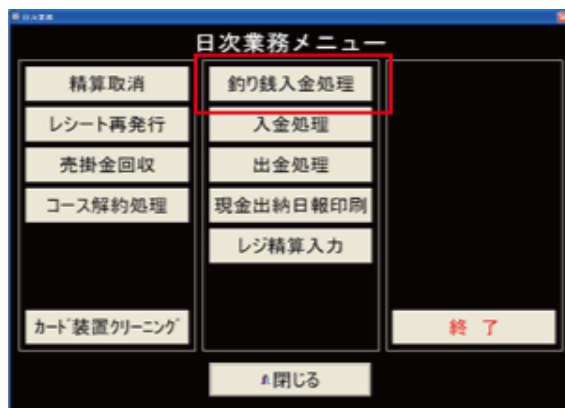 日次業務
日次業務メニュー
精算取消
レシート再発行
売掛金回収
コース解約処理
カード装置クリーニング
釣り銭入金処理
入金処理
出金処理
現金出納日報印刷
レジ精算入力
終 了
閉じる